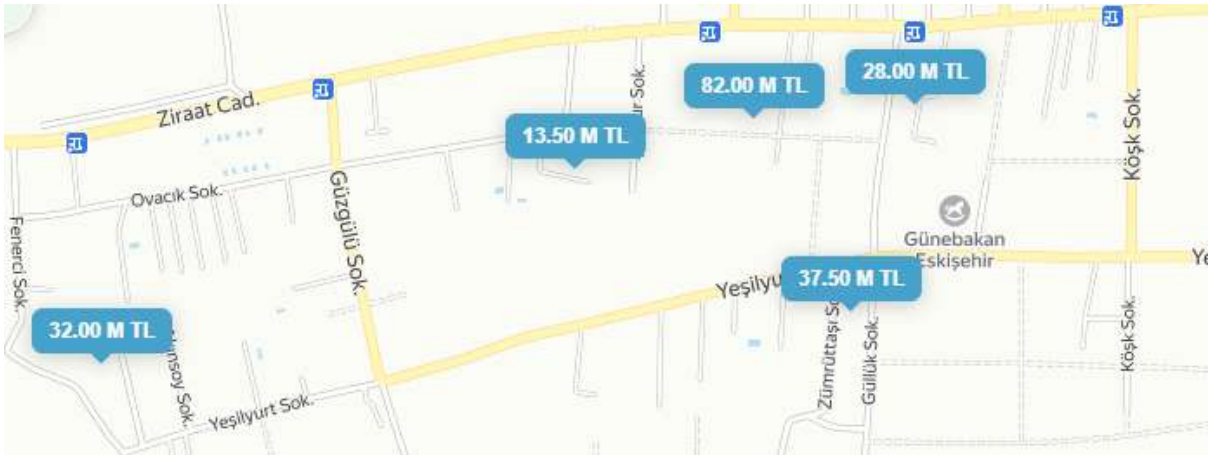 Ziraat Cad.
82.00 M TL
28.00 M TL
13.50 M TL
Köşk Sok.
Ovacık Sok.
Güzgülü Sok.
Fenerci Sok.
Günebakan
Eskişehir
37.50 M TL
32.00 M TL
Zümrüttaşı
Güllük Sok.
Köşk Sok.
Yeşilyurt Sok.